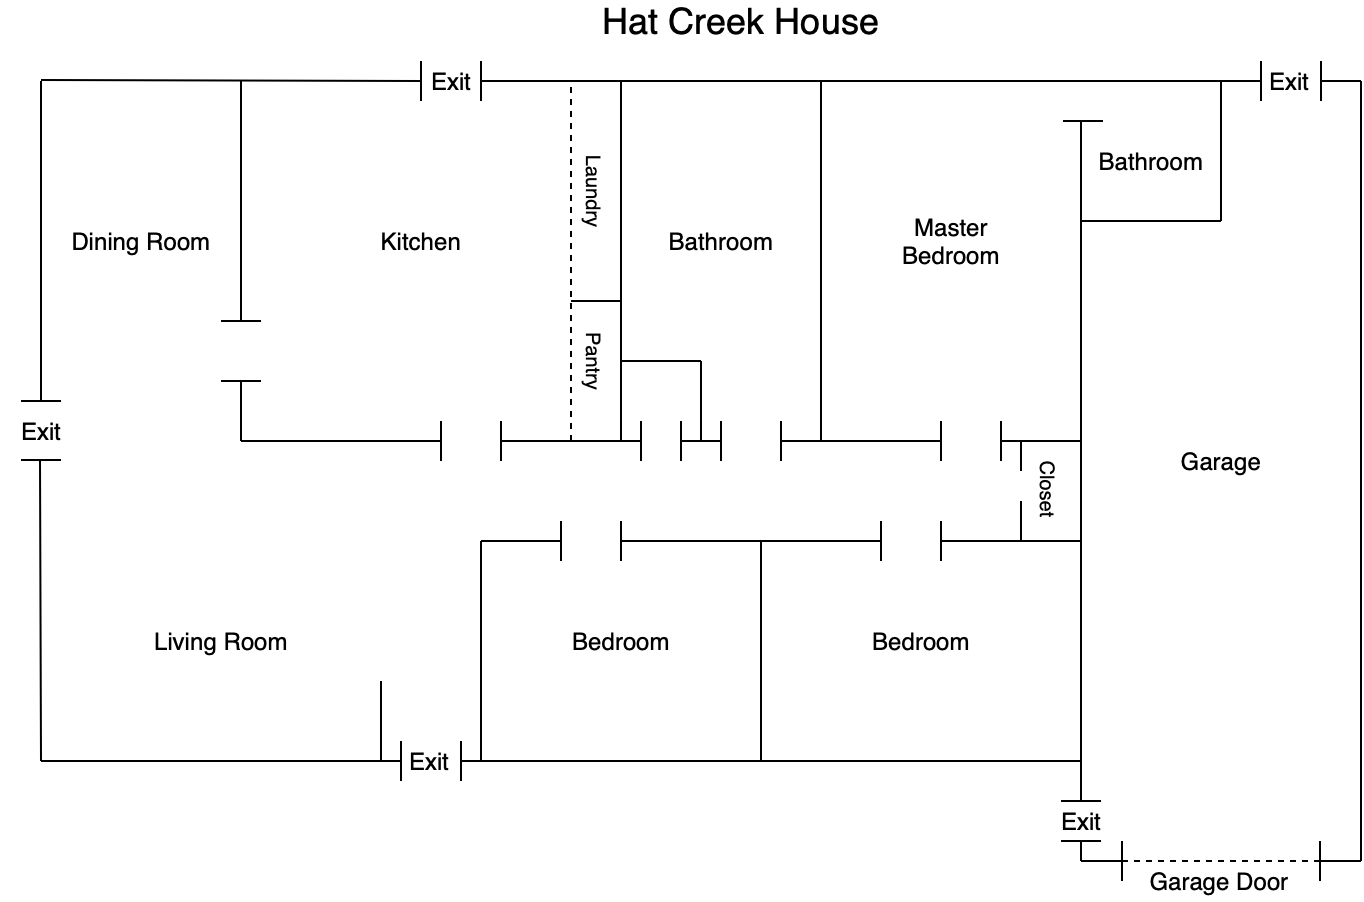 Hat Creek House
Exit
Exit
Laundry
Bathroom
Dining Room
Kitchen
Bathroom
Master
Bedroom
Pantry
Exit
Garage
Closet
Living Room
Bedroom
Bedroom
Exit
Exit
Garage Door